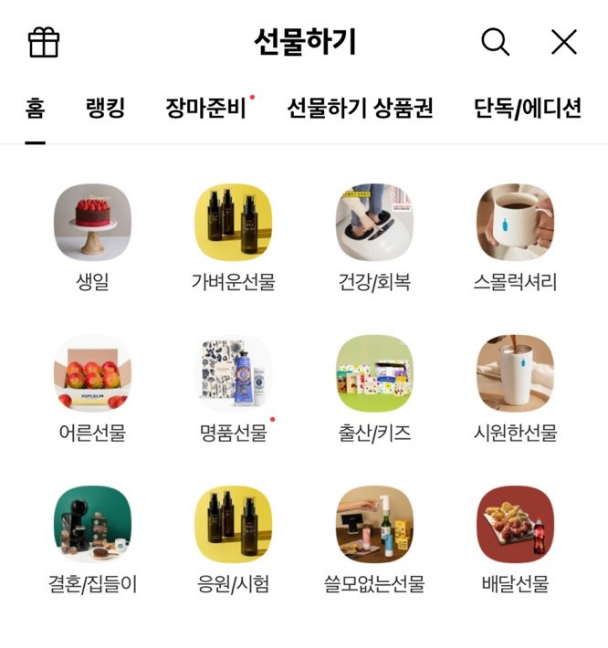 선물하기
홈 랭킹 장마준비 선물하기 상품권 단독/에디션
생일 가벼운선물 건강/회복 스몰럭셔리
어른선물 명품선물 출산/키즈 시원한선물
결혼/집들이 응원/시험 쓸모없는선물 배달선물